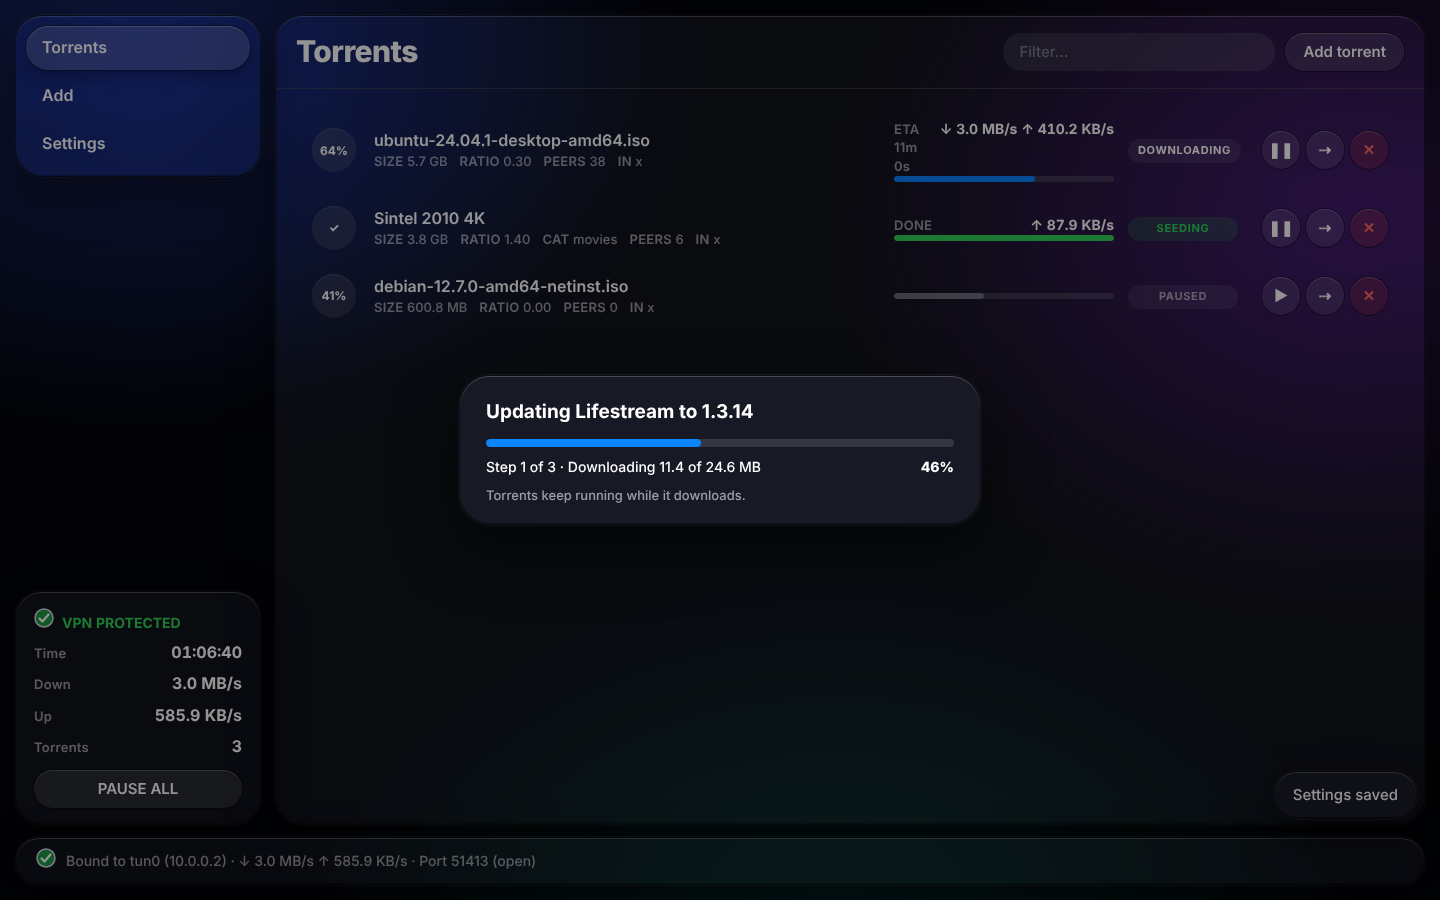 Torrents
Add
Settings
Torrents
Filter...
Add torrent
64%
ubuntu-24.04.1-desktop-amd64.iso
SIZE 5.7 GB RATIO 0.30 PEERS 38 IN x
ETA 11m 0s
↓ 3.0 MB/s ↑ 410.2 KB/s
DOWNLOADING
Sintel 2010 4K
SIZE 3.8 GB RATIO 1.40 CAT movies PEERS 6 IN x
DONE
↑ 87.9 KB/s
SEEDING
41%
debian-12.7.0-amd64-netinst.iso
SIZE 600.8 MB RATIO 0.00 PEERS 0 IN x
PAUSED
Updating Lifestream to 1.3.14
Step 1 of 3 · Downloading 11.4 of 24.6 MB
46%
Torrents keep running while it downloads.
VPN PROTECTED
Time 01:06:40
Down 3.0 MB/s
Up 585.9 KB/s
Torrents 3
PAUSE ALL
Settings saved
Bound to tun0 (10.0.0.2) · ↓ 3.0 MB/s ↑ 585.9 KB/s · Port 51413 (open)